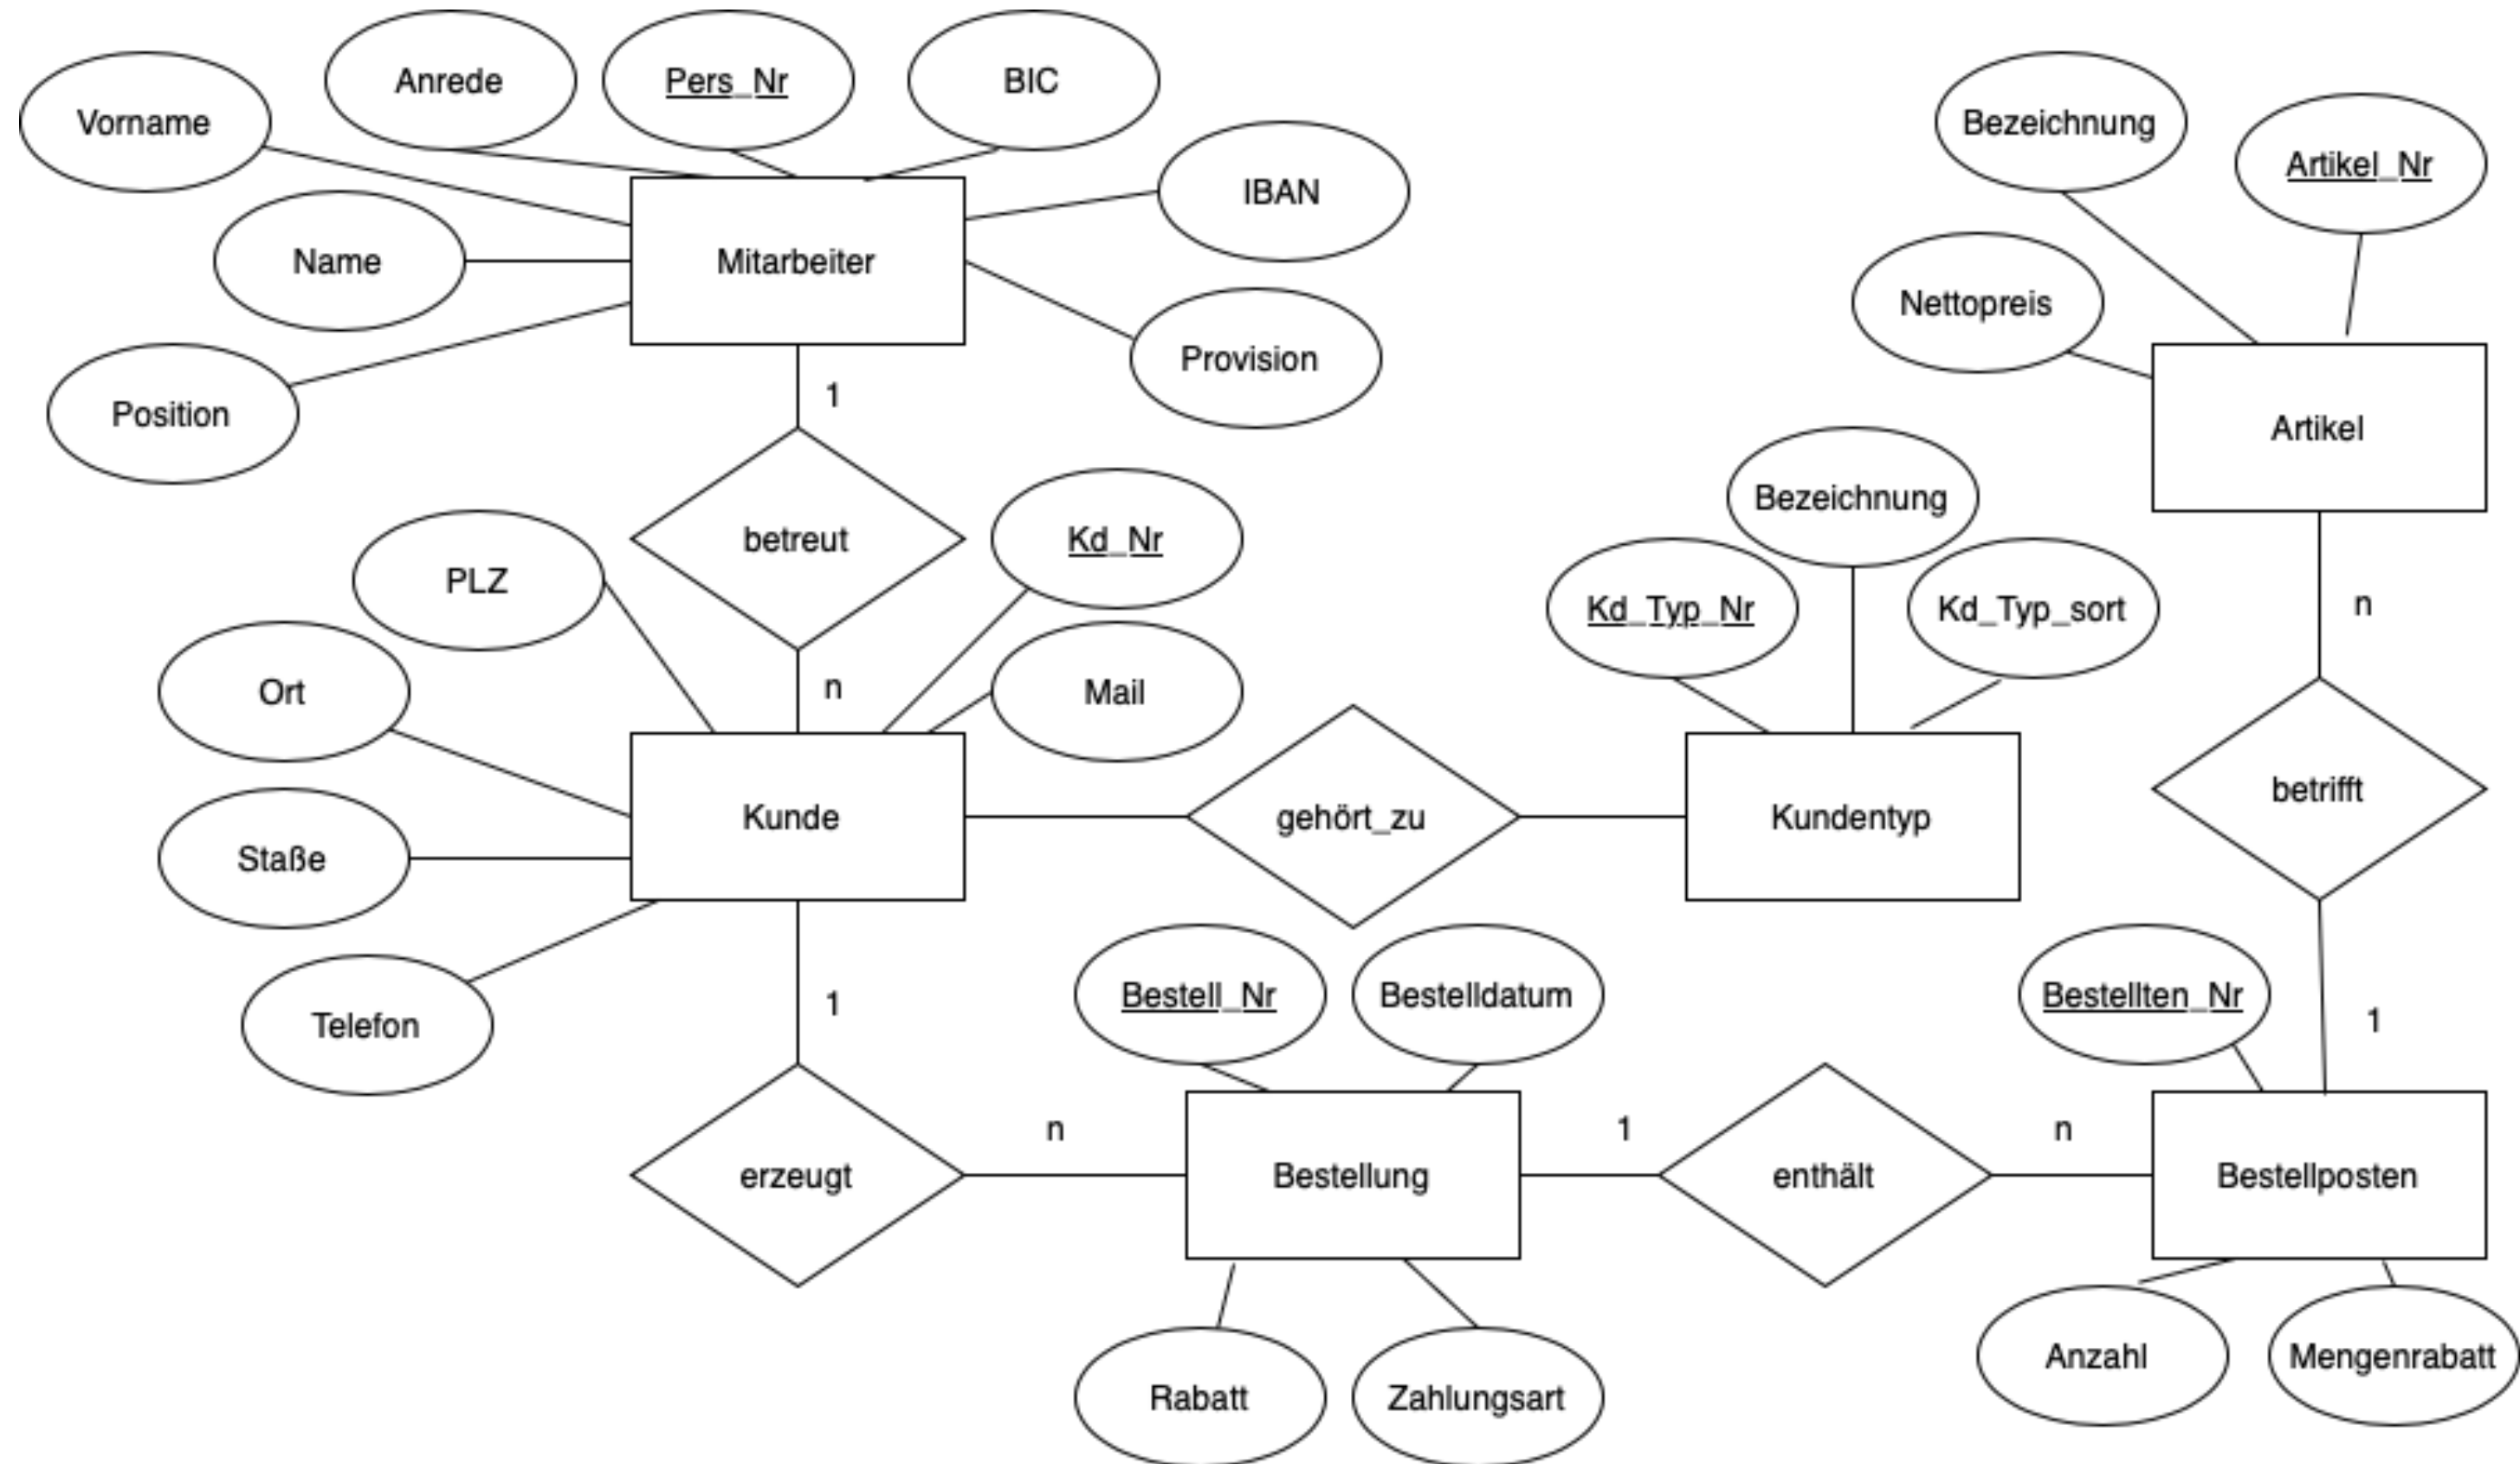 Anrede
Pers_Nr
BIC
Vorname
Bezeichnung
Artikel_Nr
IBAN
Name
Mitarbeiter
Nettopreis
Provision
Position
1
Artikel
Bezeichnung
betreut
Kd_Nr
PLZ
Kd_Typ_Nr
Kd_Typ_sort
n
Ort
n
Mail
betrifft
Kunde
gehört_zu
Kundentyp
Staße
1
Bestell_Nr
Bestelldatum
Bestellten_Nr
Telefon
1
n
1
n
erzeugt
Bestellung
enthält
Bestellposten
Anzahl
Mengenrabatt
Rabatt
Zahlungsart